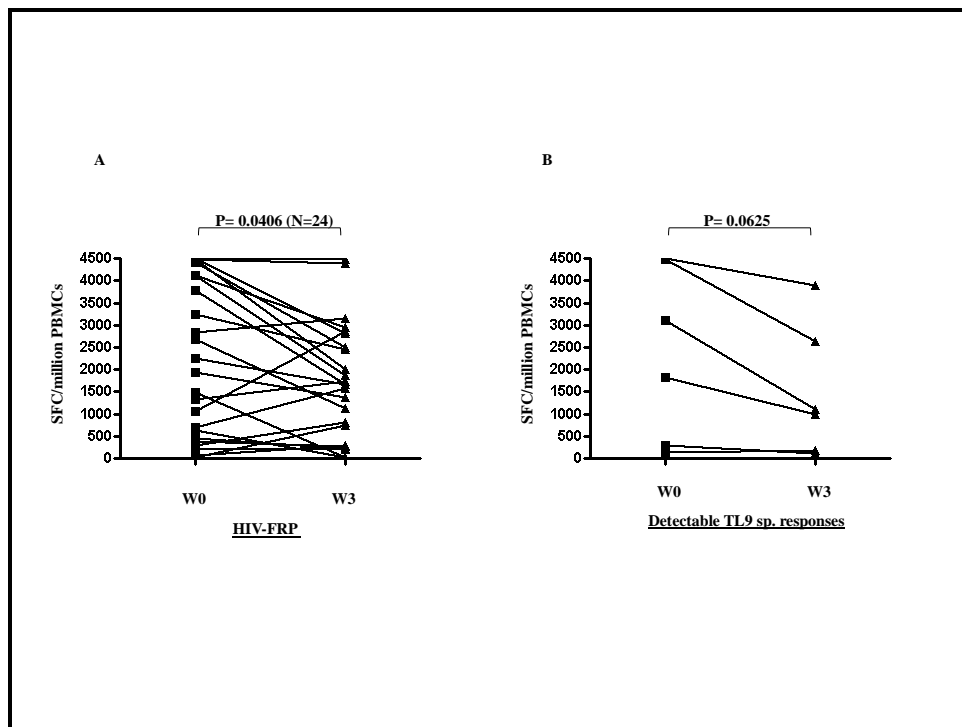 A
P= 0.0406 (N=24)
SFC/million PBMCs
4500
4000
3500
3000
2500
2000
1500
1000
500
0
W0 W3
HIV-FRP
B
P= 0.0625
SFC/million PBMCs
4500
4000
3500
3000
2500
2000
1500
1000
500
0
W0 W3
Detectable TL9 sp. responses